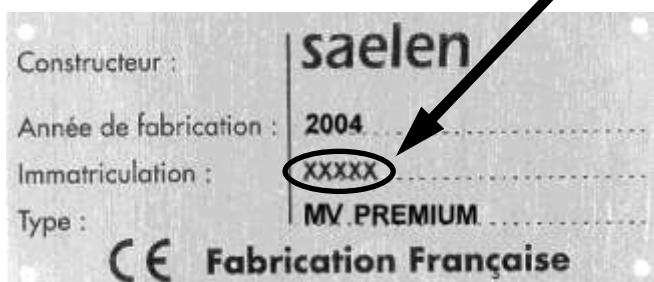 Constructeur : saelen
Année de fabrication : 2004
Immatriculation : XXXXX
Type : MV PREMIUM
CE Fabrication Française